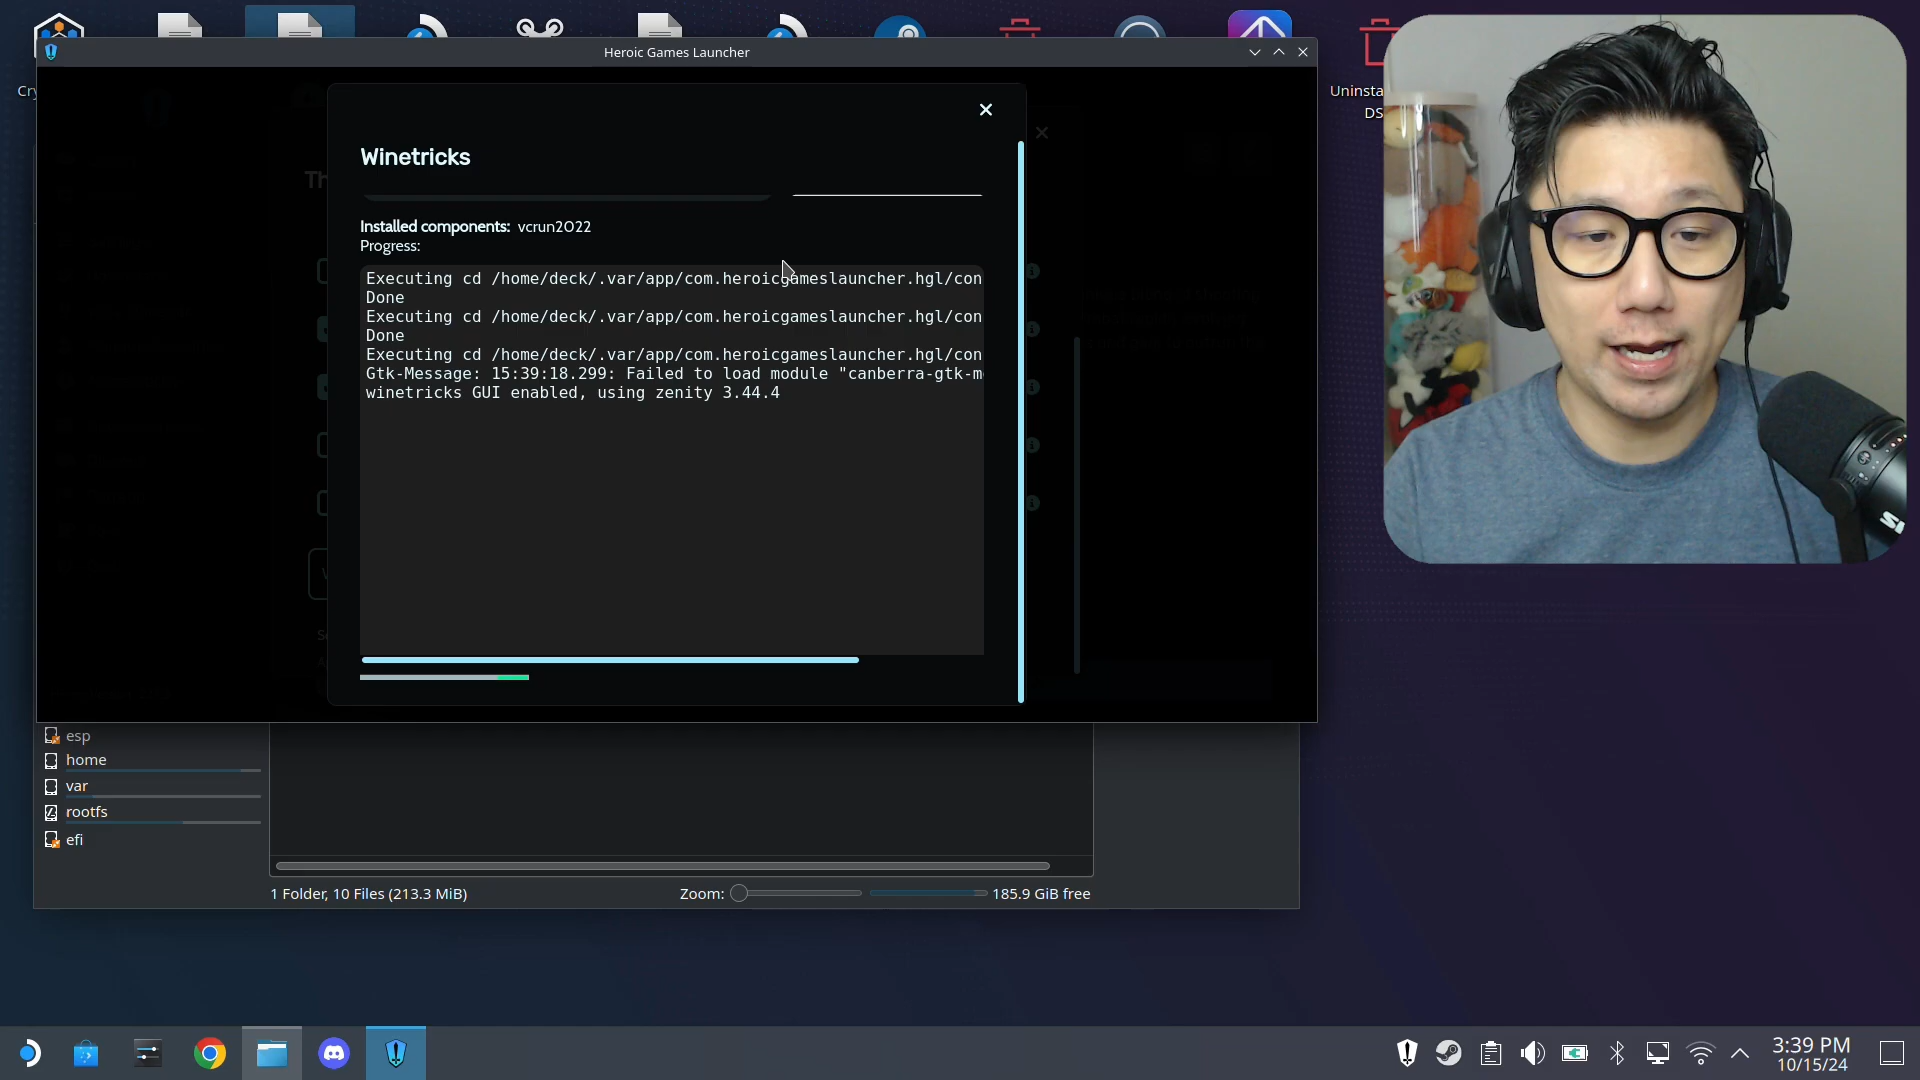 Heroic Games Launcher
Cry
Uninsta
DS
Winetricks
Installed components: vcrun2022
Progress:
Executing cd /home/deck/.var/app/com.heroicgameslauncher.hgl/con
Done
Executing cd /home/deck/.var/app/com.heroicgameslauncher.hgl/con
Done
Executing cd /home/deck/.var/app/com.heroicgameslauncher.hgl/con
Gtk-Message: 15:39:18.299: Failed to load module "canberra-gtk-m
winetricks GUI enabled, using zenity 3.44.4
esp
home
var
rootfs
efi
1 Folder, 10 Files (213.3 MiB)
Zoom:
185.9 GiB free
3:39 PM
10/15/24